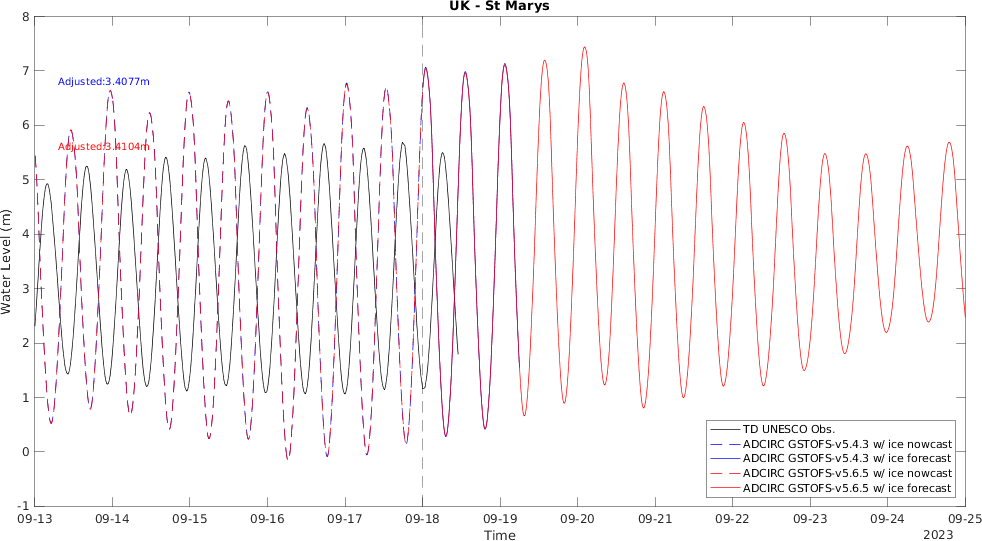 UK - St Marys
8
7
6
5
4
3
2
1
0
-1
Water Level (m)
Adjusted:3.4077m
Adjusted:3.4104m
TD UNESCO Obs.
ADCIRC GSTOFS-v5.4.3 w/ ice nowcast
ADCIRC GSTOFS-v5.4.3 w/ ice forecast
ADCIRC GSTOFS-v5.6.5 w/ ice nowcast
ADCIRC GSTOFS-v5.6.5 w/ ice forecast
09-13 09-14 09-15 09-16 09-17 09-18 09-19 09-20 09-21 09-22 09-23 09-24 09-25
Time
2023